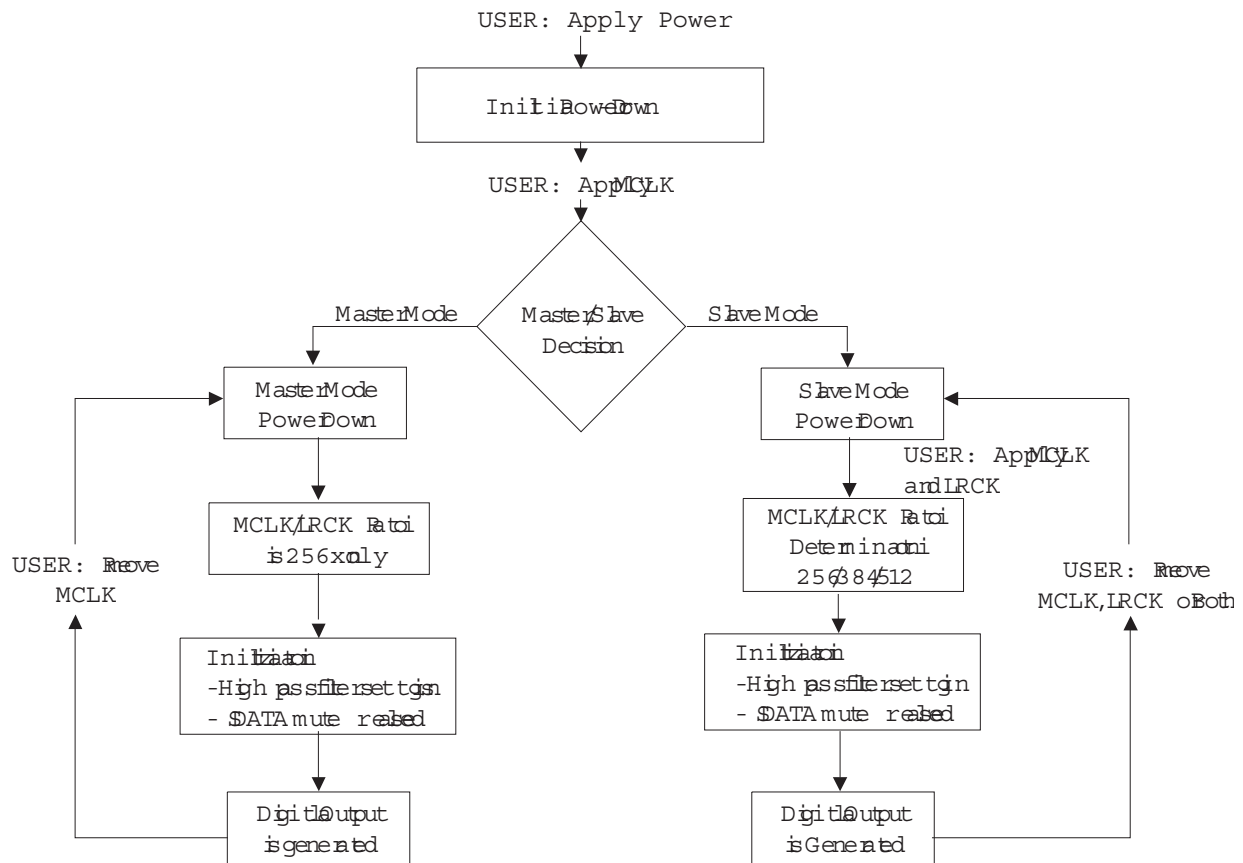 USER: Apply Power
Initial Power-Down
USER: Apply MCLK
Master Mode
Master/Slave
Decision
Slave Mode
Master Mode
Power Down
Slave Mode
Power Down
USER: Apply MCLK
and LRCK
MCLK/LRCK Ratio
is 256x only
MCLK/LRCK Ratio
Determination
256/384/512
USER: Remove
MCLK
USER: Remove
MCLK, LRCK or Both
Initialization
- High pass filter settings
- SDATA mute released
Initialization
- High pass filter setting
- SDATA mute released
Digital Output
is generated
Digital Output
is Generated